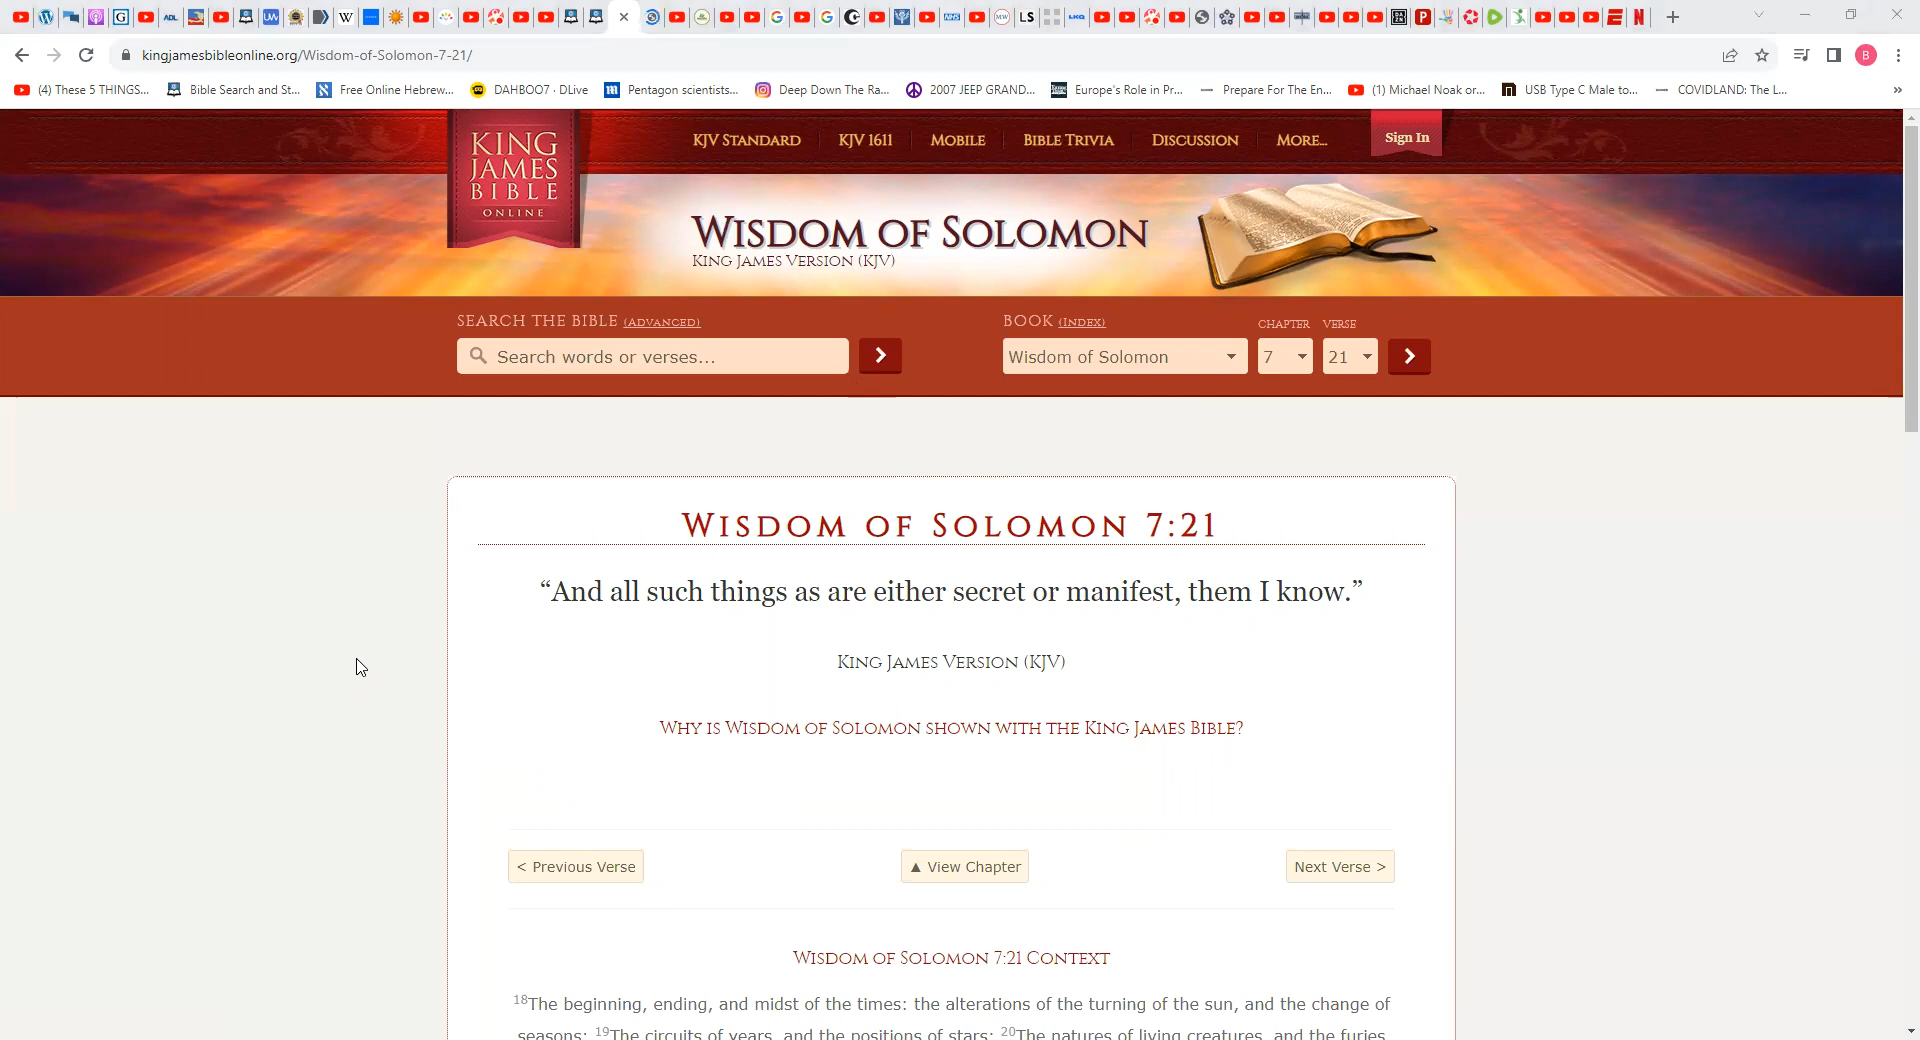 kingjamesbibleonline.org/Wisdom-of-Solomon-7-21/
B
(4) These 5 THINGS... Bible Search and St... Free Online Hebrew... DAHBOO7 · DLive Pentagon scientists... Deep Down The Ra... 2007 JEEP GRAND... Europe's Role in Pr... Prepare For The En... (1) Michael Noak or... USB Type C Male to... COVIDLAND: The L... »
KING JAMES BIBLE ONLINE
KJV STANDARD KJV 1611 MOBILE BIBLE TRIVIA DISCUSSION MORE... Sign In
WISDOM OF SOLOMON
KING JAMES VERSION (KJV)
SEARCH THE BIBLE (ADVANCED) BOOK (INDEX) CHAPTER VERSE
Search words or verses... Wisdom of Solomon 7 21
WISDOM OF SOLOMON 7:21
“And all such things as are either secret or manifest, them I know.”
KING JAMES VERSION (KJV)
WHY IS WISDOM OF SOLOMON SHOWN WITH THE KING JAMES BIBLE?
< Previous Verse ▲ View Chapter Next Verse >
WISDOM OF SOLOMON 7:21 CONTEXT
18The beginning, ending, and midst of the times: the alterations of the turning of the sun, and the change of
seasons: 19The circuits of years, and the positions of stars: 20The natures of living creatures, and the furies